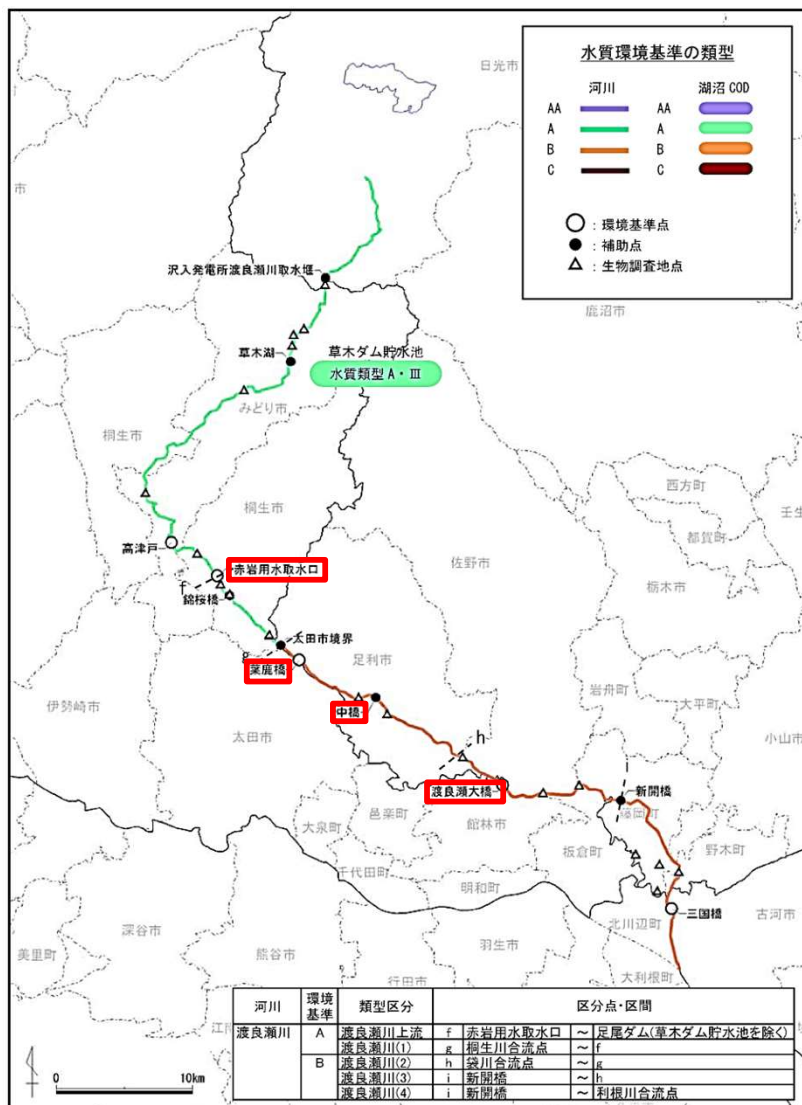 水質環境基準の類型
河川 湖沼COD
AA AA
A A
B B
C C
○ : 環境基準点
● : 補助点
△ : 生物調査地点
日光市
市
沢入発電所渡良瀬川取水堰
鹿沼市
草木湖
草木ダム貯水池
水質類型A・Ⅲ
みどり市
桐生市
桐生市
西方町
都賀町
壬生
高津戸
佐野市
赤岩用水取水口
f
栃木市
錦桜橋
太田市境界
g
葉鹿橋
足利市
岩舟町
大平町
伊勢崎市
中橋
太田市
h
小山市
渡良瀬大橋
新開橋
邑楽町
藤岡町
館林市
大泉町
板倉町
野木町
千代田町
明和町
北川辺町
三国橋
古河市
深谷市
美里町
熊谷市
羽生市
行田市
大利根町
河川 環境基準 類型区分 区分点・区間
渡良瀬川 A 渡良瀬川上流 f 赤岩用水取水口 ～ 足尾ダム(草木ダム貯水池を除く)
渡良瀬川(1) g 桐生川合流点 ～ f
B 渡良瀬川(2) h 袋川合流点 ～ g
渡良瀬川(3) i 新開橋 ～ h
渡良瀬川(4) i 新開橋 ～ 利根川合流点
0 10km